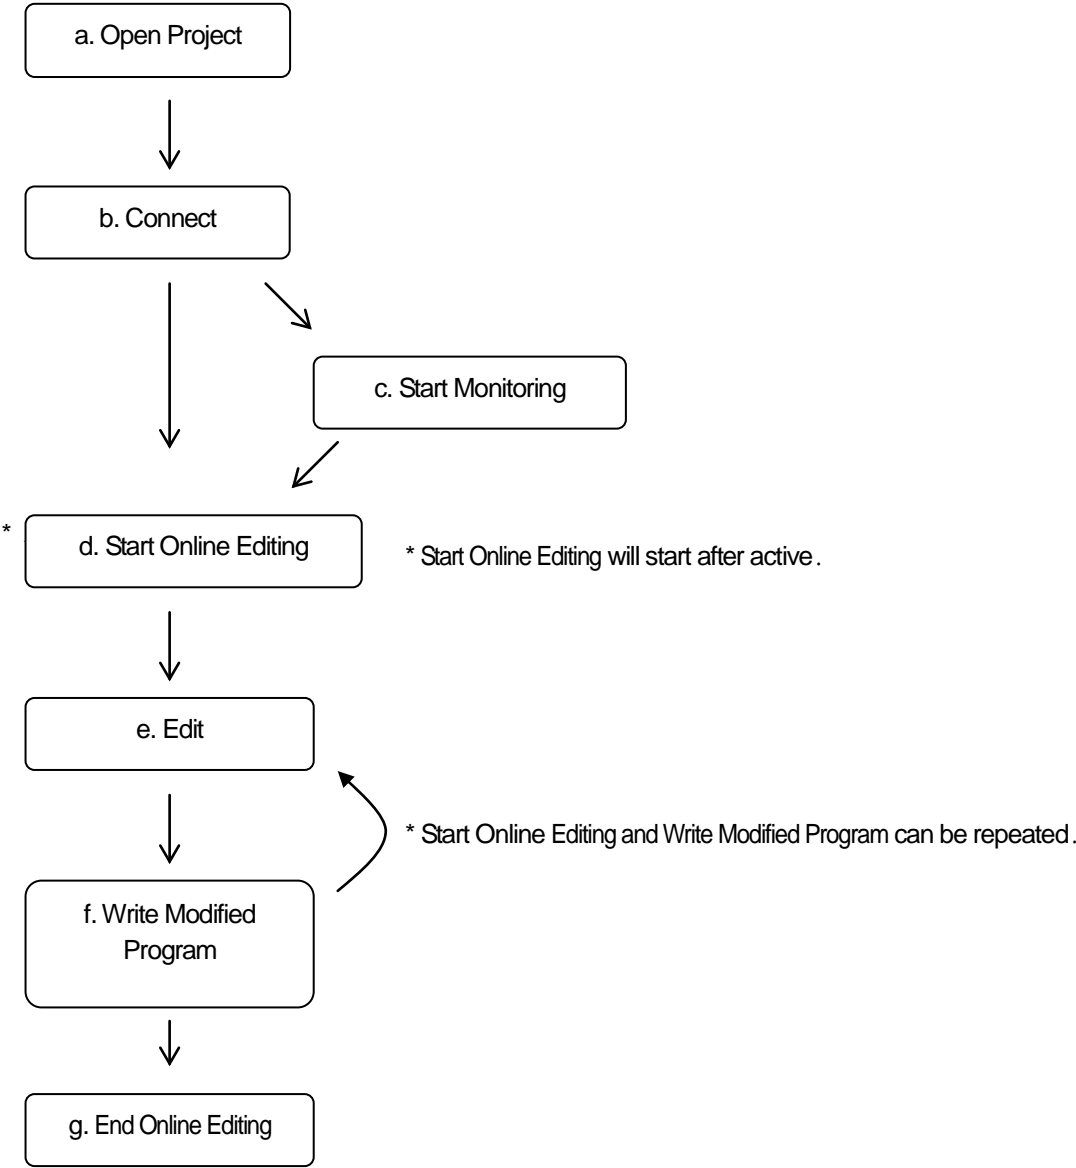 a. Open Project
b. Connect
c. Start Monitoring
*
d. Start Online Editing
* Start Online Editing will start after active.
e. Edit
* Start Online Editing and Write Modified Program can be repeated.
f. Write Modified
Program
g. End Online Editing